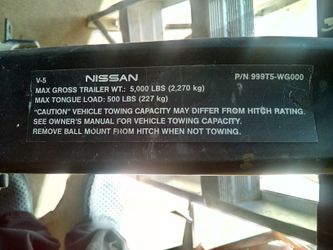 V-5 NISSAN P/N 999T5-WG000
MAX GROSS TRAILER WT.: 5,000 LBS (2,270 kg)
MAX TONGUE LOAD: 500 LBS (227 kg)
"CAUTION" VEHICLE TOWING CAPACITY MAY DIFFER FROM HITCH RATING.
SEE OWNER'S MANUAL FOR VEHICLE TOWING CAPACITY.
REMOVE BALL MOUNT FROM HITCH WHEN NOT TOWING.